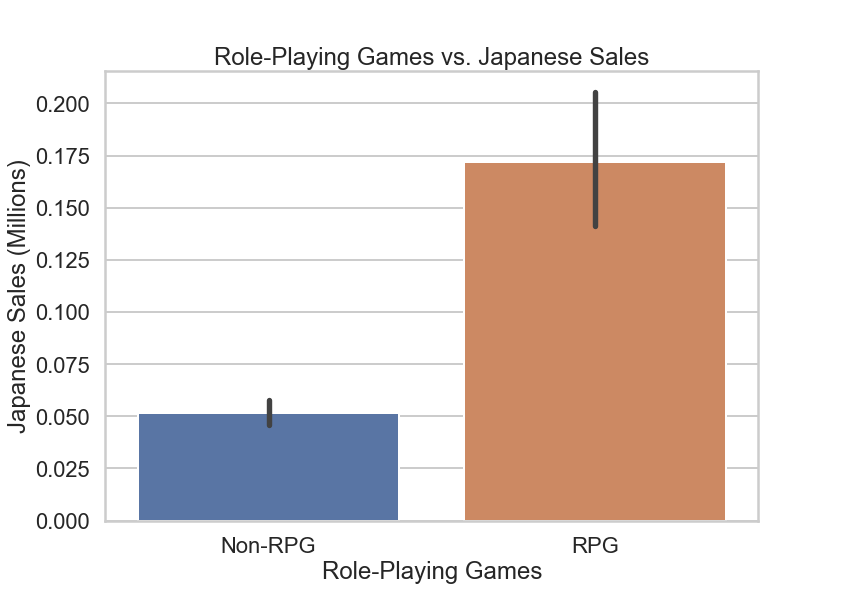 Role-Playing Games vs. Japanese Sales
Japanese Sales (Millions)
0.200
0.175
0.150
0.125
0.100
0.075
0.050
0.025
0.000
Non-RPG
RPG
Role-Playing Games